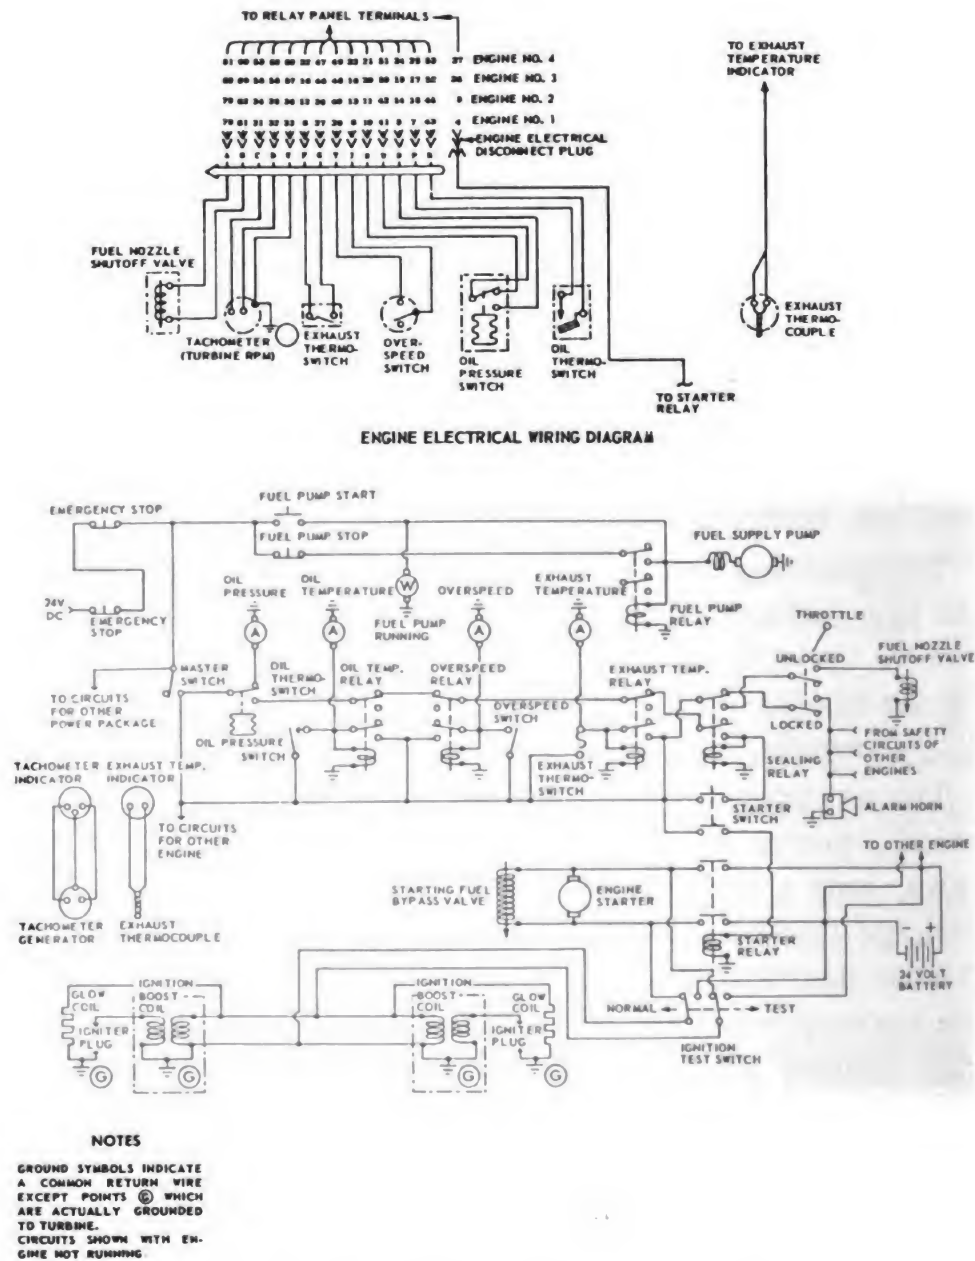 TO RELAY PANEL TERMINALS
ENGINE NO. 4
ENGINE NO. 3
ENGINE NO. 2
ENGINE NO. 1
ENGINE ELECTRICAL
DISCONNECT PLUG
TO EXHAUST
TEMPERATURE
INDICATOR
FUEL NOZZLE
SHUTOFF VALVE
TACHOMETER
(TURBINE RPM)
EXHAUST
THERMO-
SWITCH
OVER-
SPEED
SWITCH
OIL
PRESSURE
SWITCH
OIL
THERMO-
SWITCH
EXHAUST
THERMO-
COUPLE
TO STARTER
RELAY
ENGINE ELECTRICAL WIRING DIAGRAM
EMERGENCY STOP
FUEL PUMP START
FUEL PUMP STOP
FUEL SUPPLY PUMP
24V
DC
EMERGENCY
STOP
OIL
PRESSURE
OIL
TEMPERATURE
W
FUEL PUMP
RUNNING
OVERSPEED
EXHAUST
TEMPERATURE
FUEL PUMP
RELAY
A
A
A
A
THROTTLE
UNLOCKED
FUEL NOZZLE
SHUTOFF VALVE
MASTER
SWITCH
OIL
THERMO-
SWITCH
OIL TEMP.
RELAY
OVERSPEED
RELAY
OVERSPEED
SWITCH
EXHAUST TEMP.
RELAY
LOCKED
TO CIRCUITS
FOR OTHER
POWER PACKAGE
OIL PRESSURE
SWITCH
EXHAUST
THERMO-
SWITCH
SEALING
RELAY
FROM SAFETY
CIRCUITS OF
OTHER
ENGINES
TACHOMETER
INDICATOR
EXHAUST TEMP.
INDICATOR
STARTER
SWITCH
ALARM HORN
TO CIRCUITS
FOR OTHER
ENGINE
TO OTHER ENGINE
STARTING FUEL
BYPASS VALVE
ENGINE
STARTER
TACHOMETER
GENERATOR
EXHAUST
THERMOCOUPLE
STARTER
RELAY
- +
24 VOLT
BATTERY
GLOW
COIL
IGNITION
BOOST
COIL
IGNITER
PLUG
G
G
IGNITION
BOOST
COIL
GLOW
COIL
IGNITER
PLUG
G
G
NORMAL
TEST
IGNITION
TEST SWITCH
NOTES
GROUND SYMBOLS INDICATE
A COMMON RETURN WIRE
EXCEPT POINTS G WHICH
ARE ACTUALLY GROUNDED
TO TURBINE.
CIRCUITS SHOWN WITH EN-
GINE NOT RUNNING